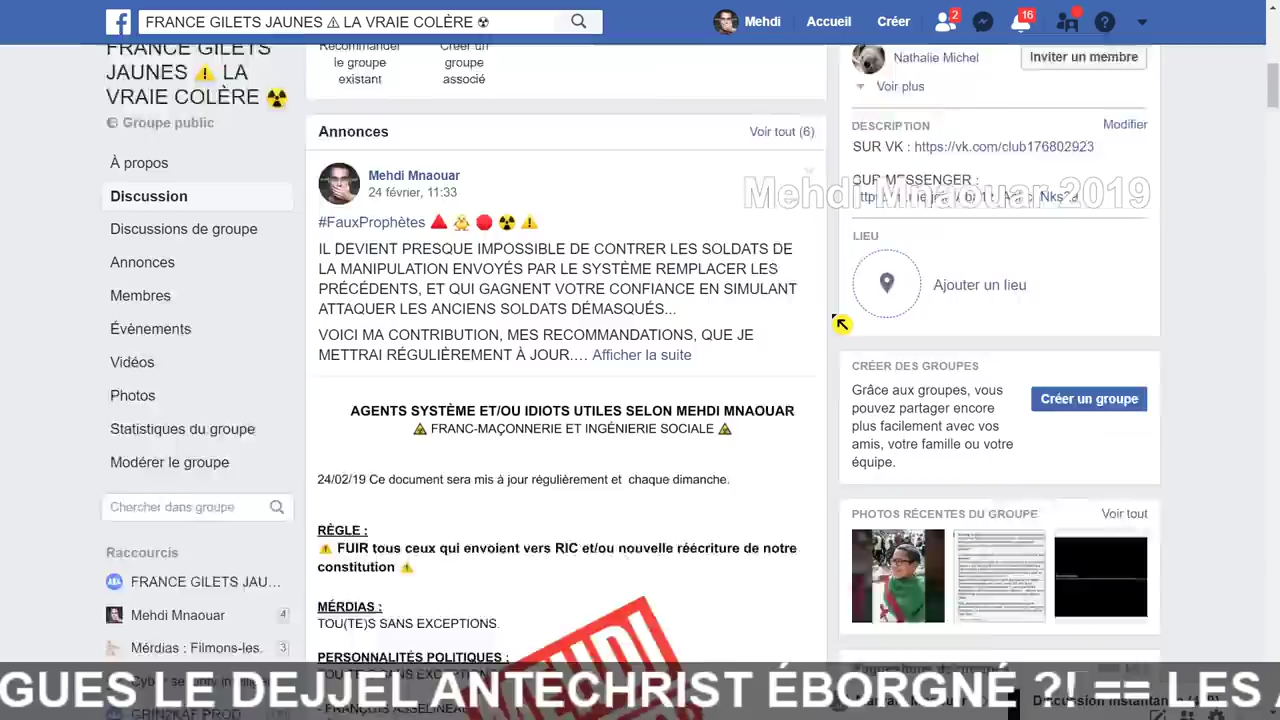 FRANCE GILETS JAUNES ⚠ LA VRAIE COLÈRE ☢
Mehdi
Accueil
Créer
2
16
FRANCE GILETS
JAUNES ⚠ LA
VRAIE COLÈRE ☢
Groupe public
À propos
Discussion
Discussions de groupe
Annonces
Membres
Évènements
Vidéos
Photos
Statistiques du groupe
Modérer le groupe
Chercher dans groupe
Raccourcis
FRANCE GILETS JAU...
Mehdi Mnaouar 4
Mérdias : Filmons-les. 3
Recommander
le groupe
existant
Créer un
groupe
associé
Annonces
Voir tout (6)
Mehdi Mnaouar
24 février, 11:33
#FauxProphètes 🔺 🐥 🛑 ☢ ⚠
IL DEVIENT PRESQUE IMPOSSIBLE DE CONTRER LES SOLDATS DE
LA MANIPULATION ENVOYÉS PAR LE SYSTÈME REMPLACER LES
PRÉCÉDENTS, ET QUI GAGNENT VOTRE CONFIANCE EN SIMULANT
ATTAQUER LES ANCIENS SOLDATS DÉMASQUÉS...
VOICI MA CONTRIBUTION, MES RECOMMANDATIONS, QUE JE
METTRAI RÉGULIÈREMENT À JOUR.... Afficher la suite
AGENTS SYSTÈME ET/OU IDIOTS UTILES SELON MEHDI MNAOUAR
☢ FRANC-MAÇONNERIE ET INGÉNIERIE SOCIALE ☢
24/02/19 Ce document sera mis à jour régulièrement et chaque dimanche.
RÈGLE :
⚠ FUIR tous ceux qui envoient vers RIC et/ou nouvelle réécriture de notre
constitution ⚠
MÉRDIAS :
TOU(TE)S SANS EXCEPTIONS.
PERSONNALITÉS POLITIQUES :
Nathalie Michel
Inviter un membre
Voir plus
DESCRIPTION
Modifier
SUR VK : https://vk.com/club176802923
SUR MESSENGER :
Mehdi Mnaouar 2019
LIEU
Ajouter un lieu
CRÉER DES GROUPES
Grâce aux groupes, vous
pouvez partager encore
plus facilement avec vos
amis, votre famille ou votre
équipe.
Créer un groupe
PHOTOS RÉCENTES DU GROUPE
Voir tout
GUES LE DEJJEL ANTECHRIST ÉBORGNÉ ?! == LES